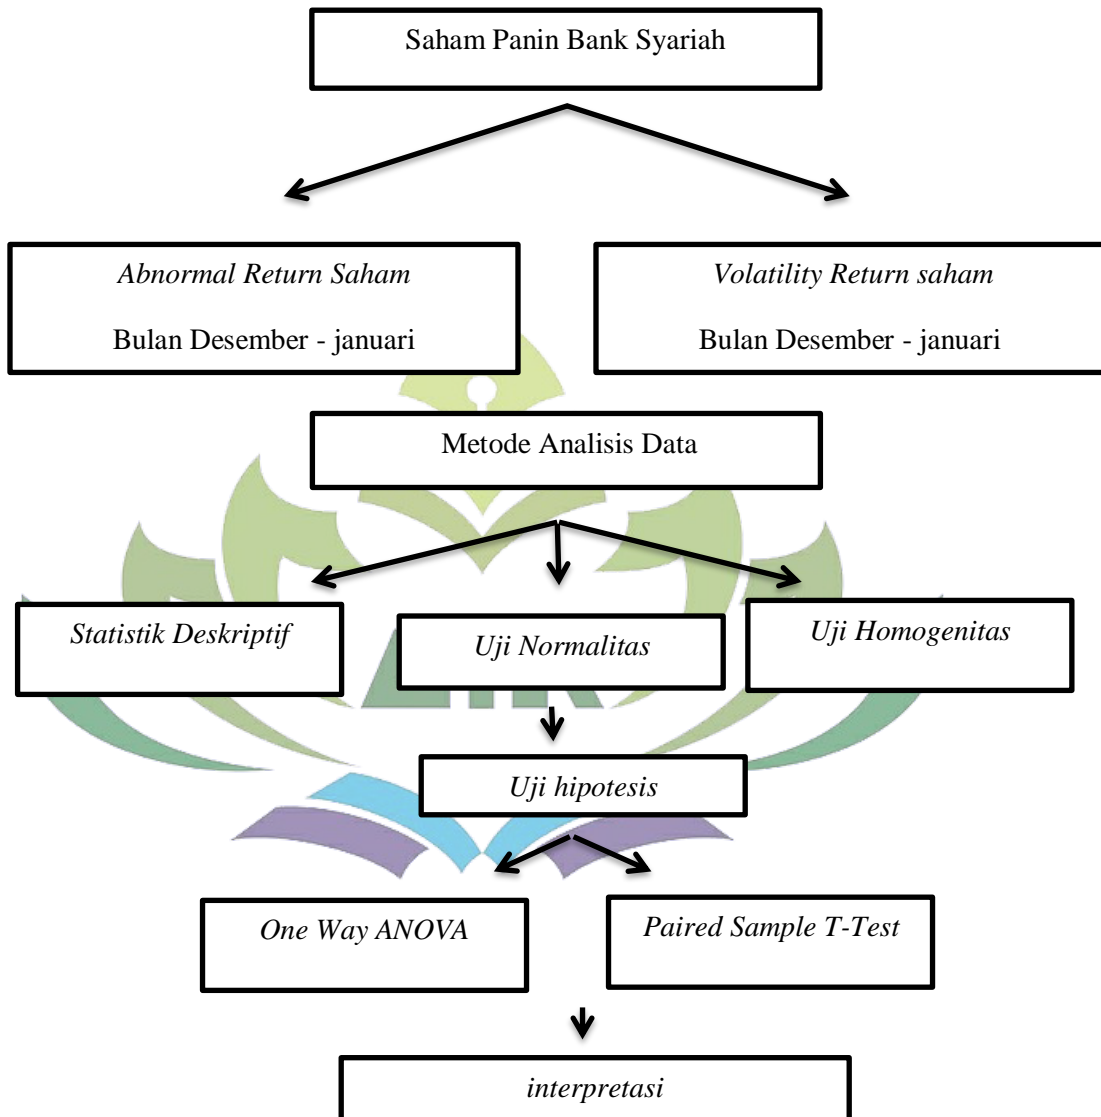 Saham Panin Bank Syariah
Abnormal Return Saham
Bulan Desember - januari
Volatility Return saham
Bulan Desember - januari
Metode Analisis Data
Statistik Deskriptif
Uji Normalitas
Uji Homogenitas
Uji hipotesis
One Way ANOVA
Paired Sample T-Test
interpretasi